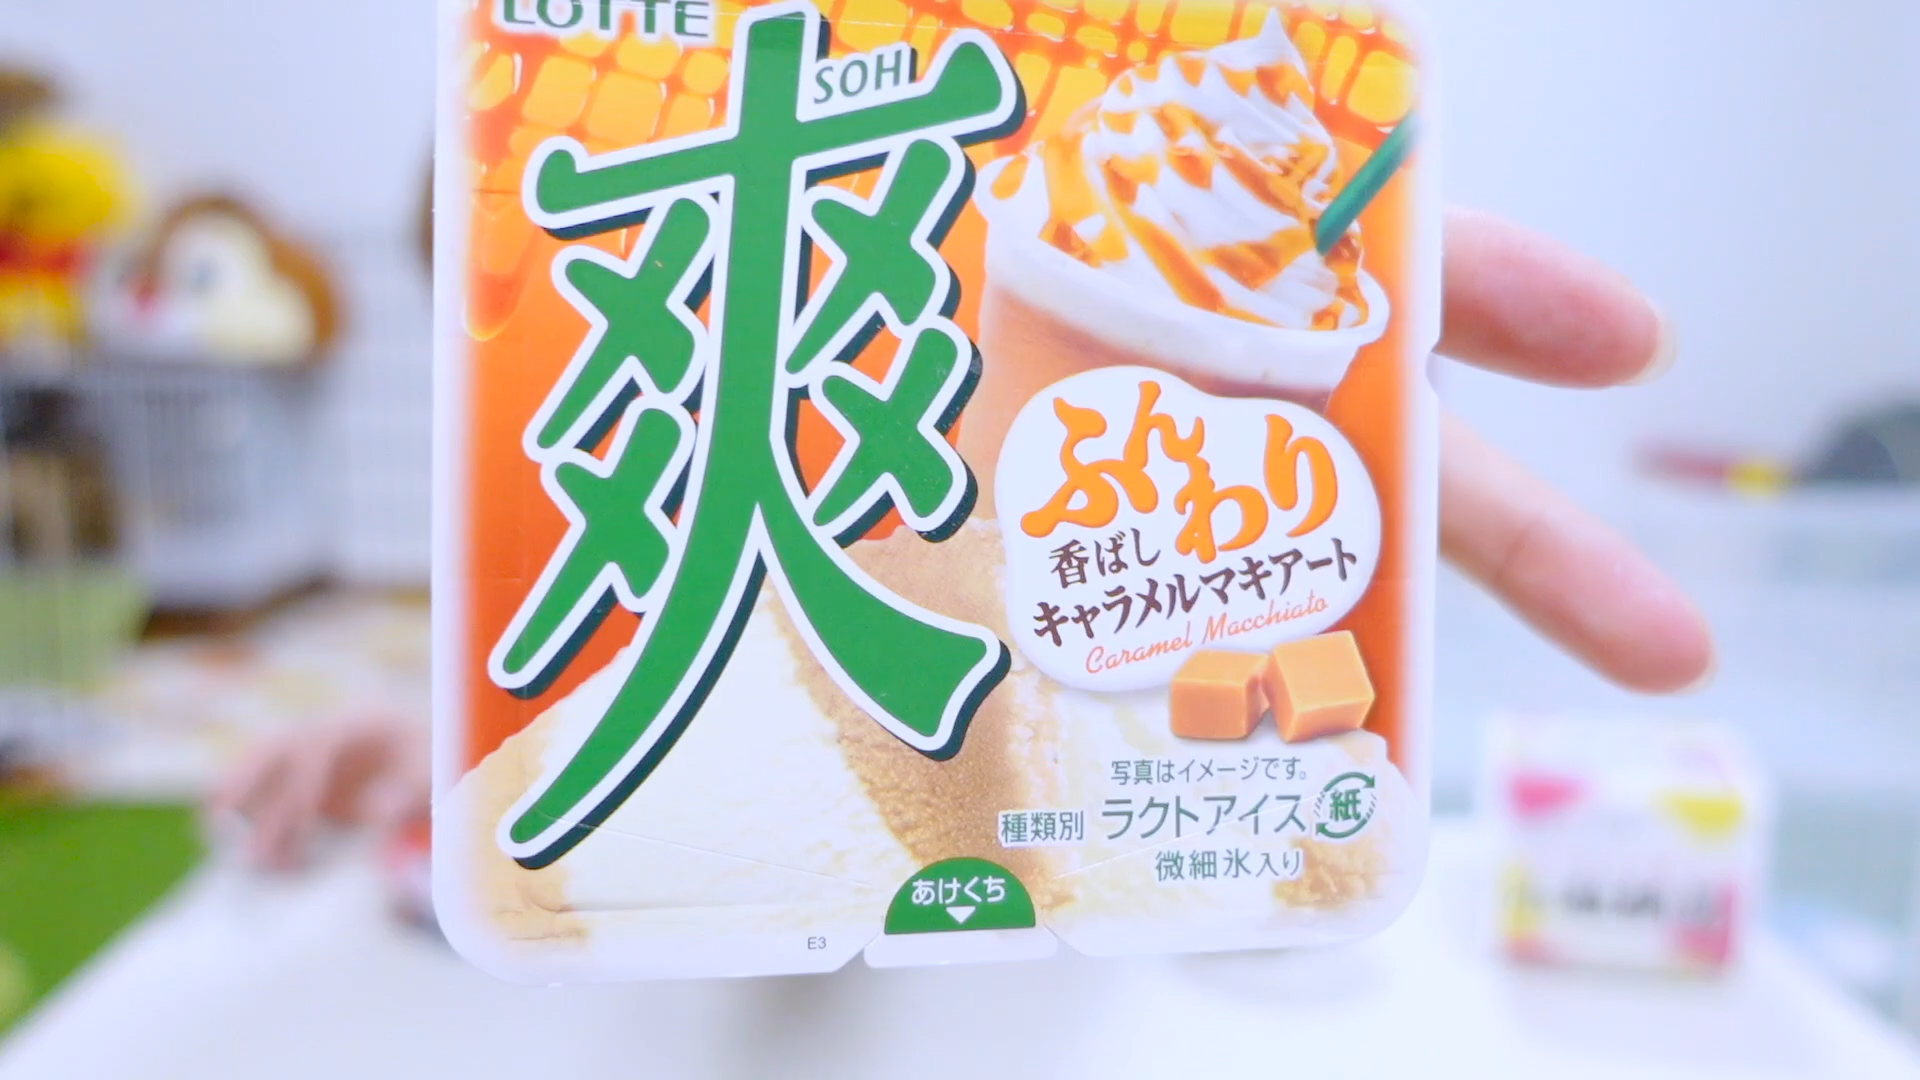 LOTTE
爽
SOH
ふんわり
香ばし
キャラメルマキアート
Caramel Macchiato
写真はイメージです。
種類別 ラクトアイス 紙
微細氷入り
あけくち
E3